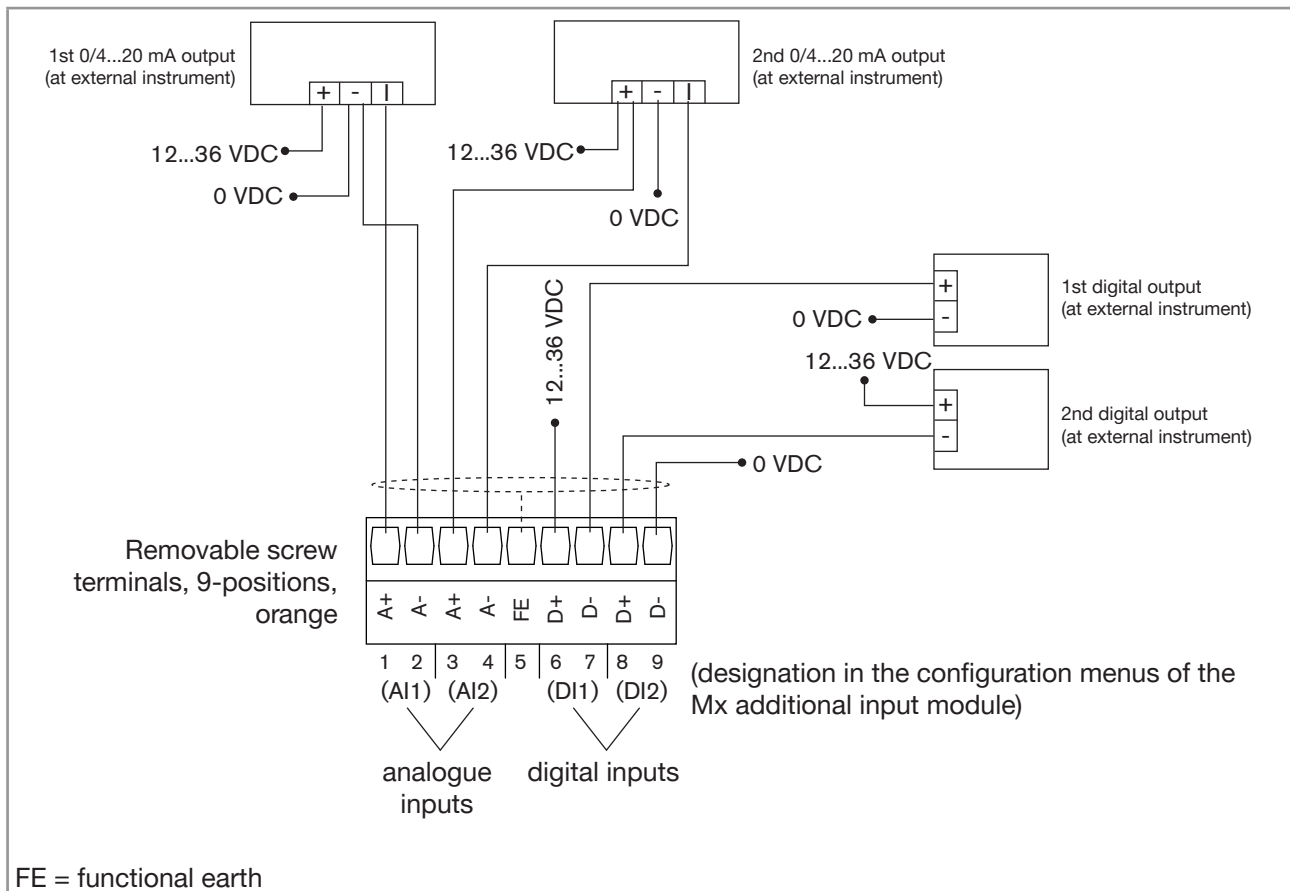 1st 0/4...20 mA output
(at external instrument)
+ - I
12...36 VDC
0 VDC
2nd 0/4...20 mA output
(at external instrument)
+ - I
12...36 VDC
0 VDC
12...36 VDC
1st digital output
(at external instrument)
+
-
0 VDC
12...36 VDC
2nd digital output
(at external instrument)
+
-
0 VDC
Removable screw
terminals, 9-positions,
orange
A+ A- A+ A- FE D+ D- D+ D-
1 2 3 4 5 6 7 8 9
(AI1) (AI2) (DI1) (DI2)
(designation in the configuration menus of the
Mx additional input module)
analogue
inputs
digital inputs
FE = functional earth